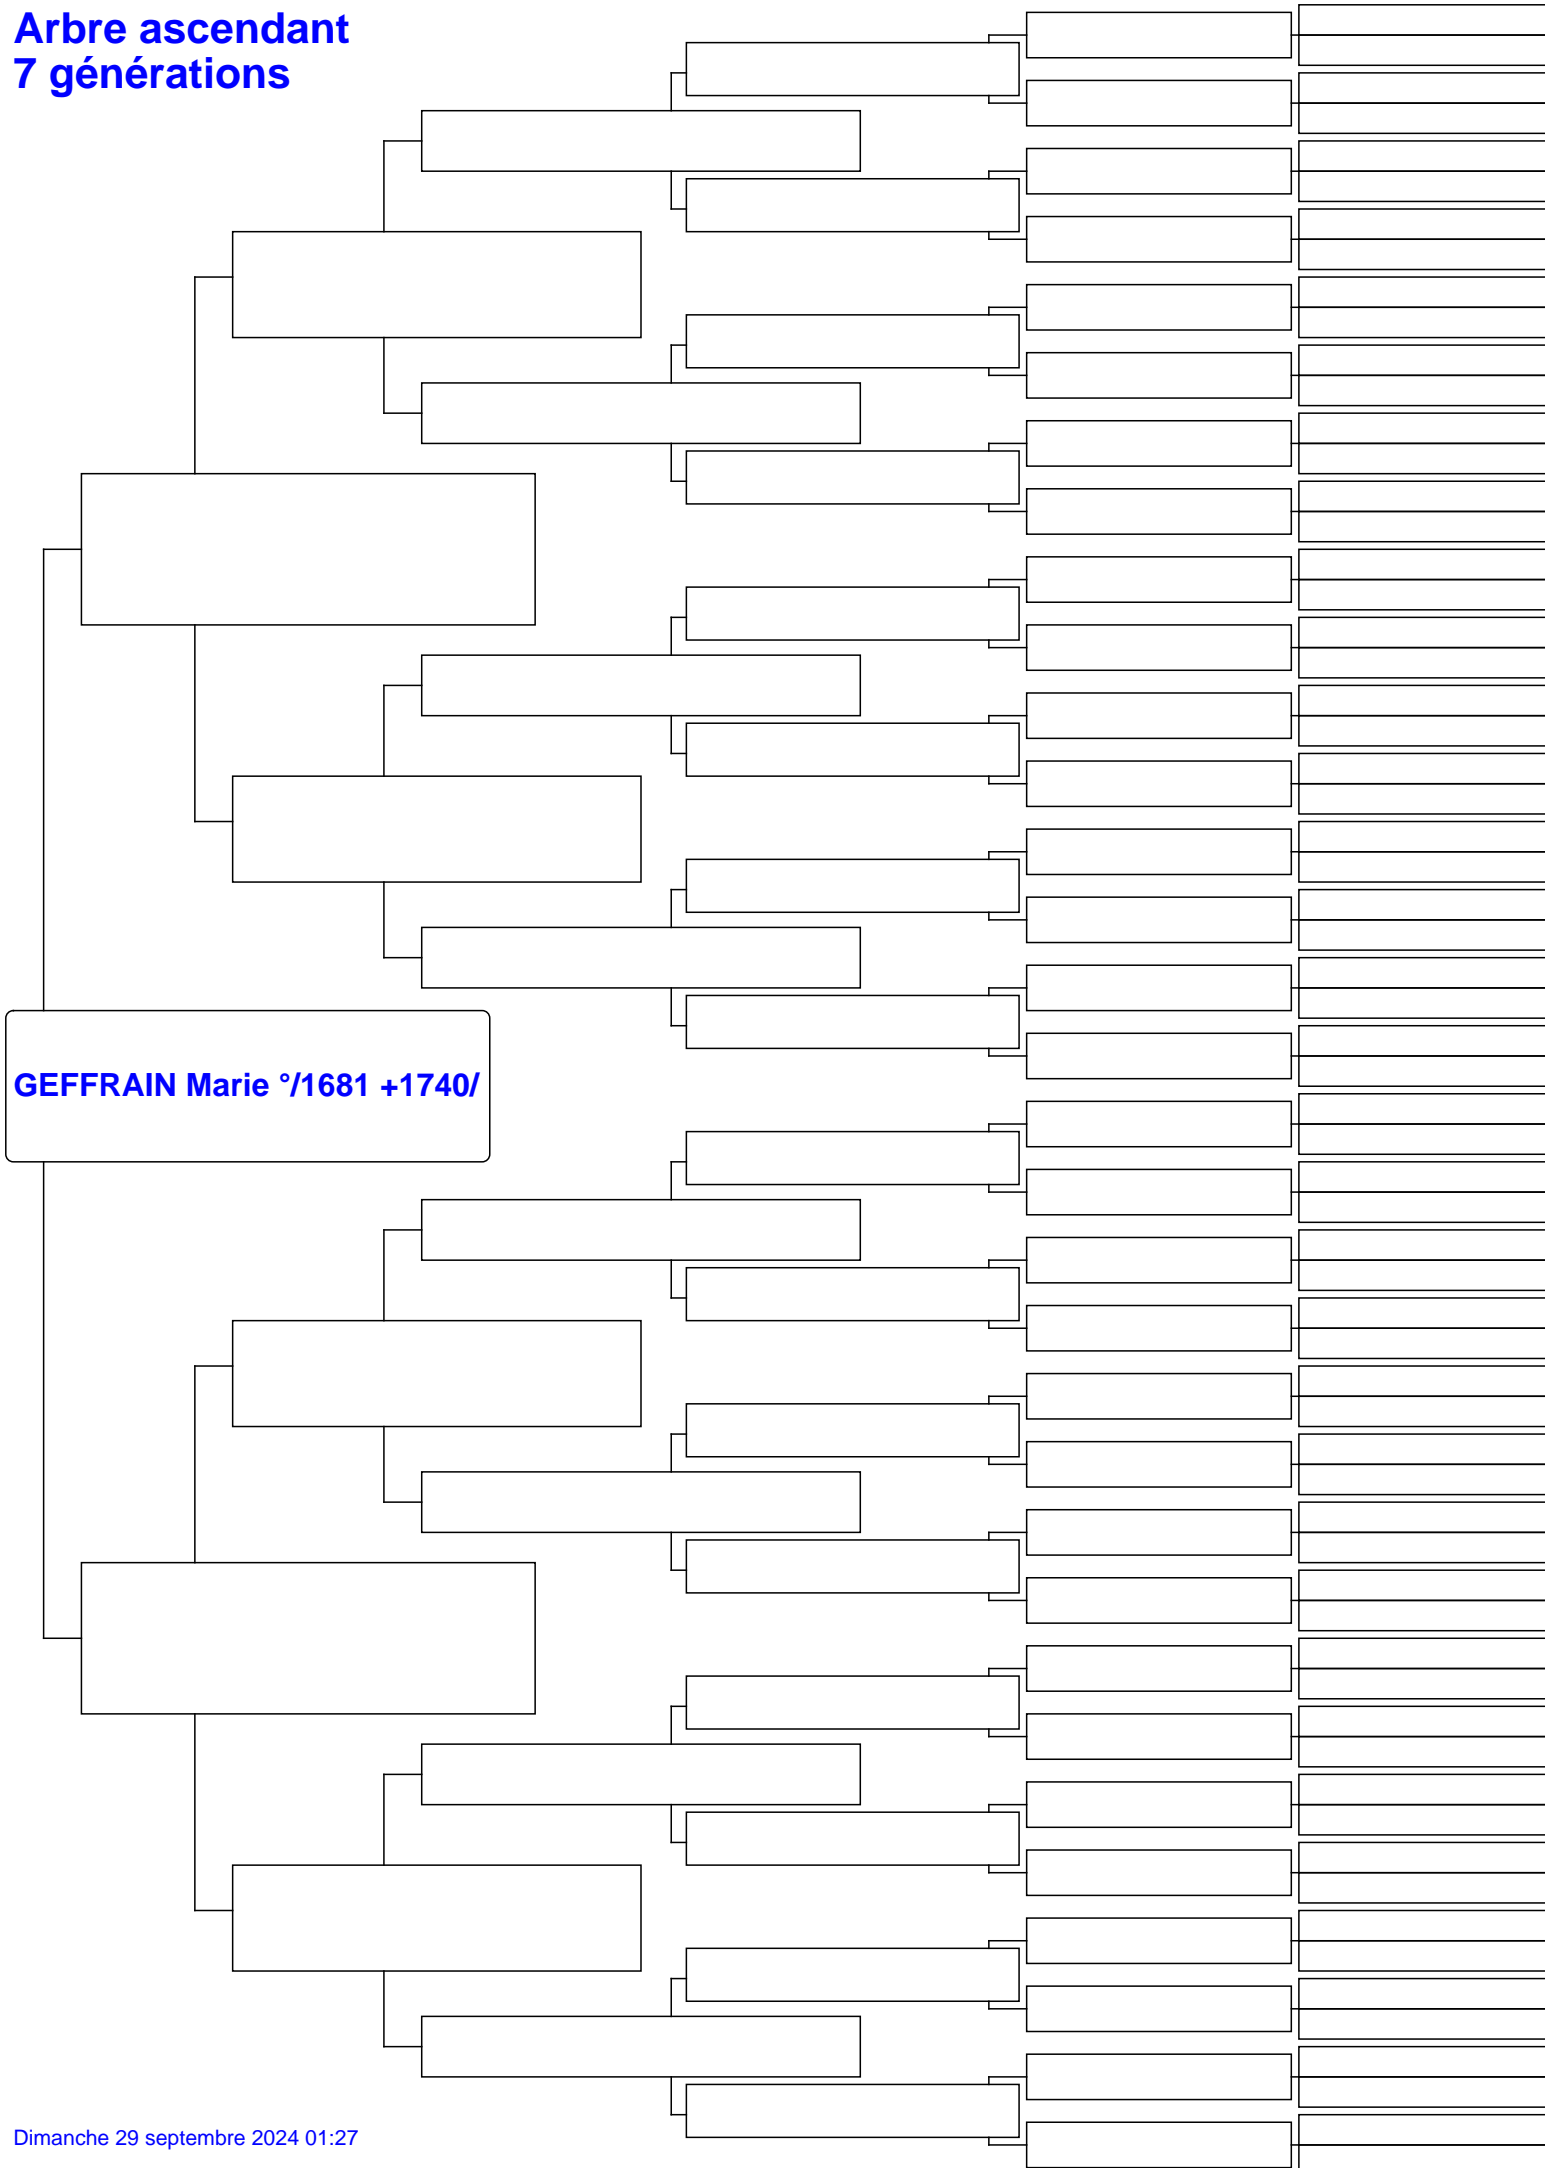 Arbre ascendant
7 générations
GEFFRAIN Marie °/1681 +1740/
Dimanche 29 septembre 2024 01:27